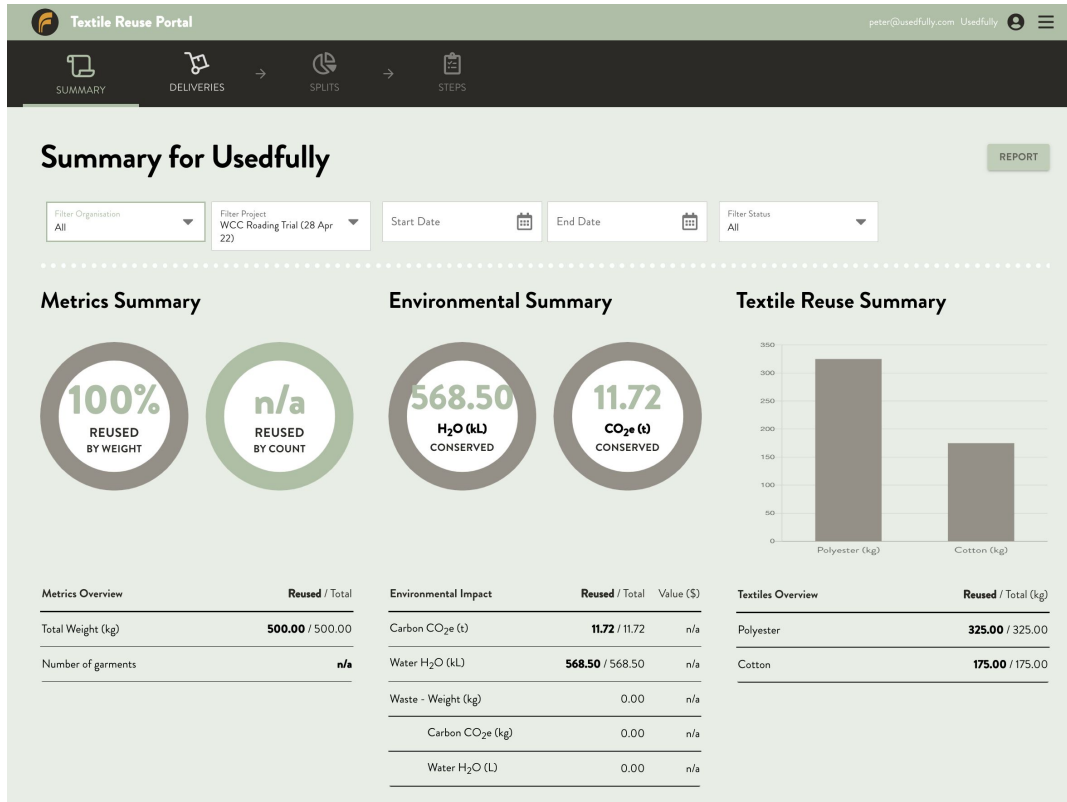 Textile Reuse Portal
peter@usedfully.com Usedfully
SUMMARY
DELIVERIES
→
SPLITS
→
STEPS
Summary for Usedfully
REPORT
Filter Organisation
All
Filter Project
WCC Roading Trial (28 Apr
22)
Start Date
End Date
Filter Status
All
Metrics Summary
100%
REUSED
BY WEIGHT
n/a
REUSED
BY COUNT
Metrics Overview Reused / Total
Total Weight (kg) 500.00 / 500.00
Number of garments n/a
Environmental Summary
568.50
H₂O (kL)
CONSERVED
11.72
CO₂e (t)
CONSERVED
Environmental Impact Reused / Total Value ($)
Carbon CO₂e (t) 11.72 / 11.72 n/a
Water H₂O (kL) 568.50 / 568.50 n/a
Waste - Weight (kg) 0.00 n/a
Carbon CO₂e (kg) 0.00 n/a
Water H₂O (L) 0.00 n/a
Textile Reuse Summary
350
300
250
200
150
100
50
0
Polyester (kg) Cotton (kg)
Textiles Overview Reused / Total (kg)
Polyester 325.00 / 325.00
Cotton 175.00 / 175.00